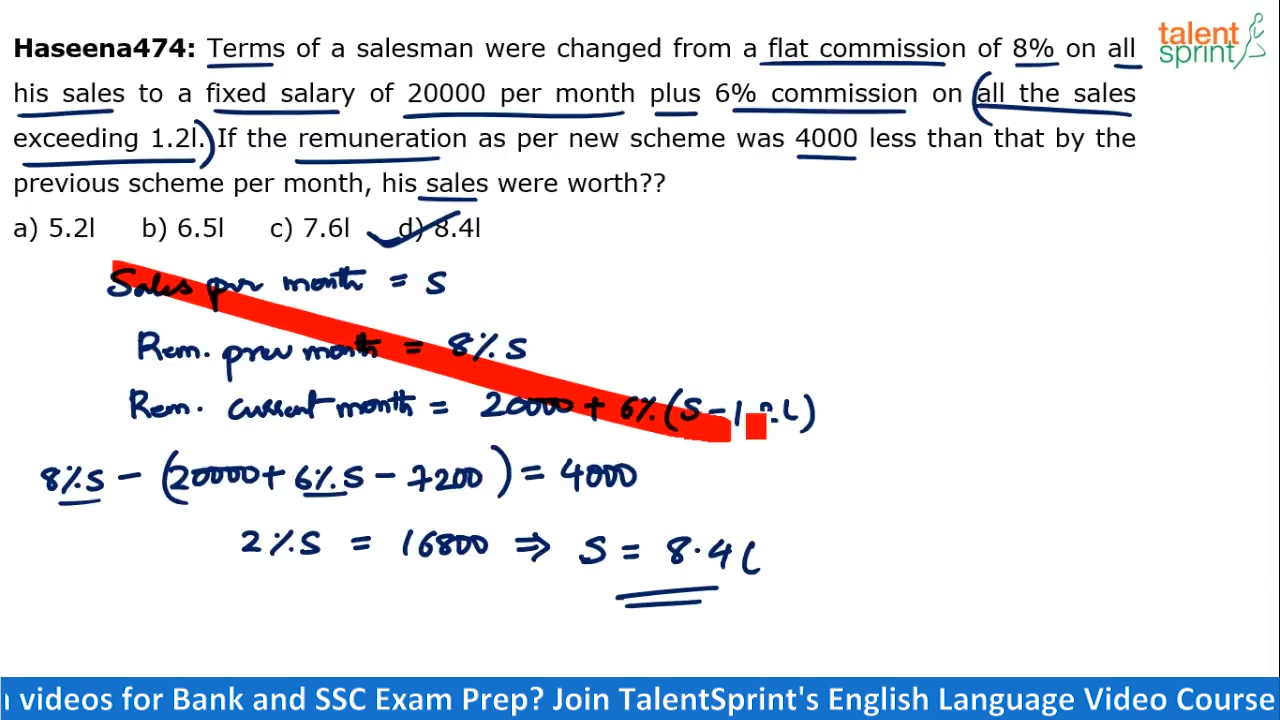 Haseena474: Terms of a salesman were changed from a flat commission of 8% on all
his sales to a fixed salary of 20000 per month plus 6% commission on all the sales
exceeding 1.2l. If the remuneration as per new scheme was 4000 less than that by the
previous scheme per month, his sales were worth??
a) 5.2l b) 6.5l c) 7.6l d) 8.4l
talent
sprint
Sales per month = S
Rem. prev month = 8% S
Rem. current month = 20000 + 6% (S - 1.2L)
8% S - (20000 + 6% S - 7200) = 4000
2% S = 16800 ⇒ S = 8.4 L
n videos for Bank and SSC Exam Prep? Join TalentSprint's English Language Video Course